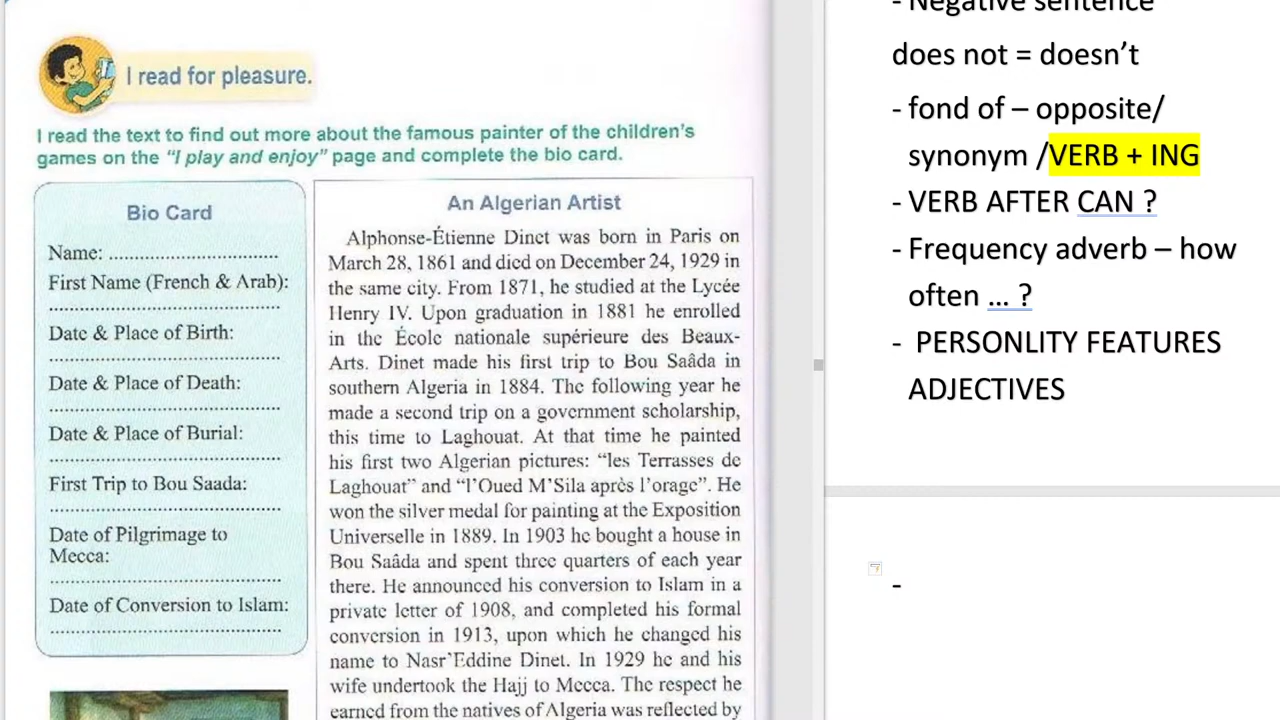 I read for pleasure.
I read the text to find out more about the famous painter of the children's
games on the "I play and enjoy" page and complete the bio card.
Bio Card
Name: ................................
First Name (French & Arab):
............................................
Date & Place of Birth:
............................................
Date & Place of Death:
............................................
Date & Place of Burial:
............................................
First Trip to Bou Saada:
............................................
Date of Pilgrimage to
Mecca:
............................................
Date of Conversion to Islam:
............................................
An Algerian Artist
Alphonse-Étienne Dinet was born in Paris on
March 28, 1861 and died on December 24, 1929 in
the same city. From 1871, he studied at the Lycée
Henry IV. Upon graduation in 1881 he enrolled
in the École nationale supérieure des Beaux-
Arts. Dinet made his first trip to Bou Saâda in
southern Algeria in 1884. The following year he
made a second trip on a government scholarship,
this time to Laghouat. At that time he painted
his first two Algerian pictures: "les Terrasses de
Laghouat" and "l'Oued M'Sila après l'orage". He
won the silver medal for painting at the Exposition
Universelle in 1889. In 1903 he bought a house in
Bou Saâda and spent three quarters of each year
there. He announced his conversion to Islam in a
private letter of 1908, and completed his formal
conversion in 1913, upon which he changed his
name to Nasr'Eddine Dinet. In 1929 he and his
wife undertook the Hajj to Mecca. The respect he
earned from the natives of Algeria was reflected by
- Negative sentence
does not = doesn't
- fond of – opposite/
synonym /VERB + ING
- VERB AFTER CAN ?
- Frequency adverb – how
often ... ?
- PERSONLITY FEATURES
ADJECTIVES
-